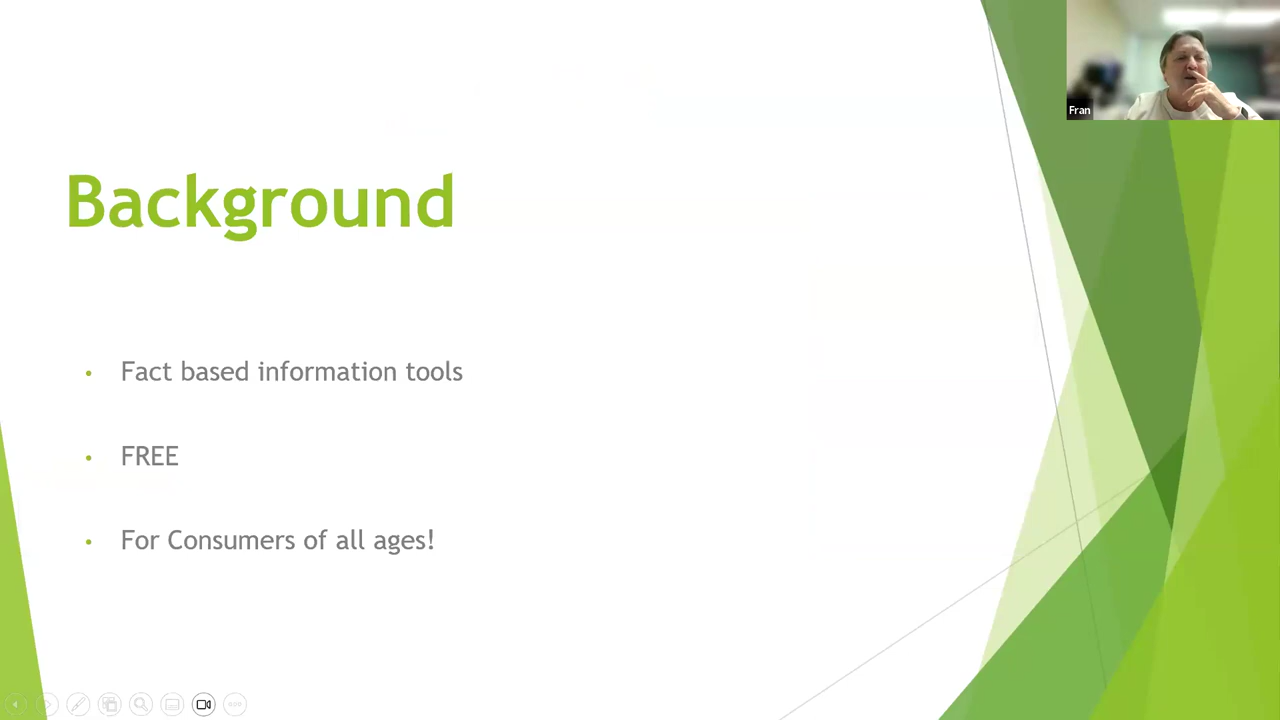 Fran
Background
• Fact based information tools
• FREE
• For Consumers of all ages!